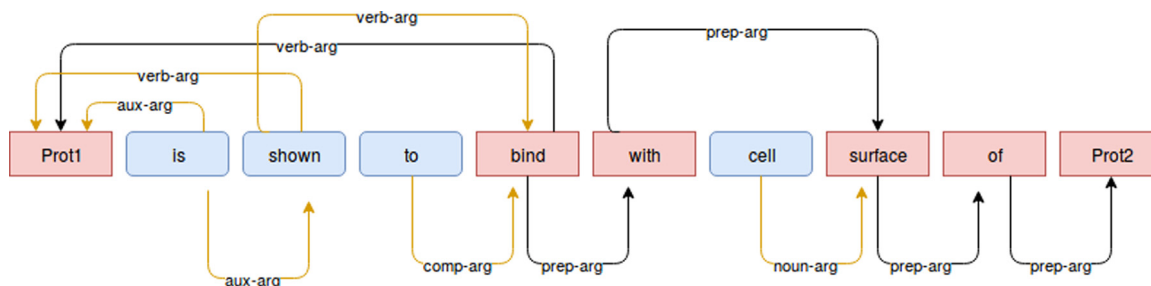 verb-arg
prep-arg
verb-arg
verb-arg
aux-arg
Prot1 is shown to bind with cell surface of Prot2
comp-arg prep-arg noun-arg prep-arg prep-arg
aux-arg